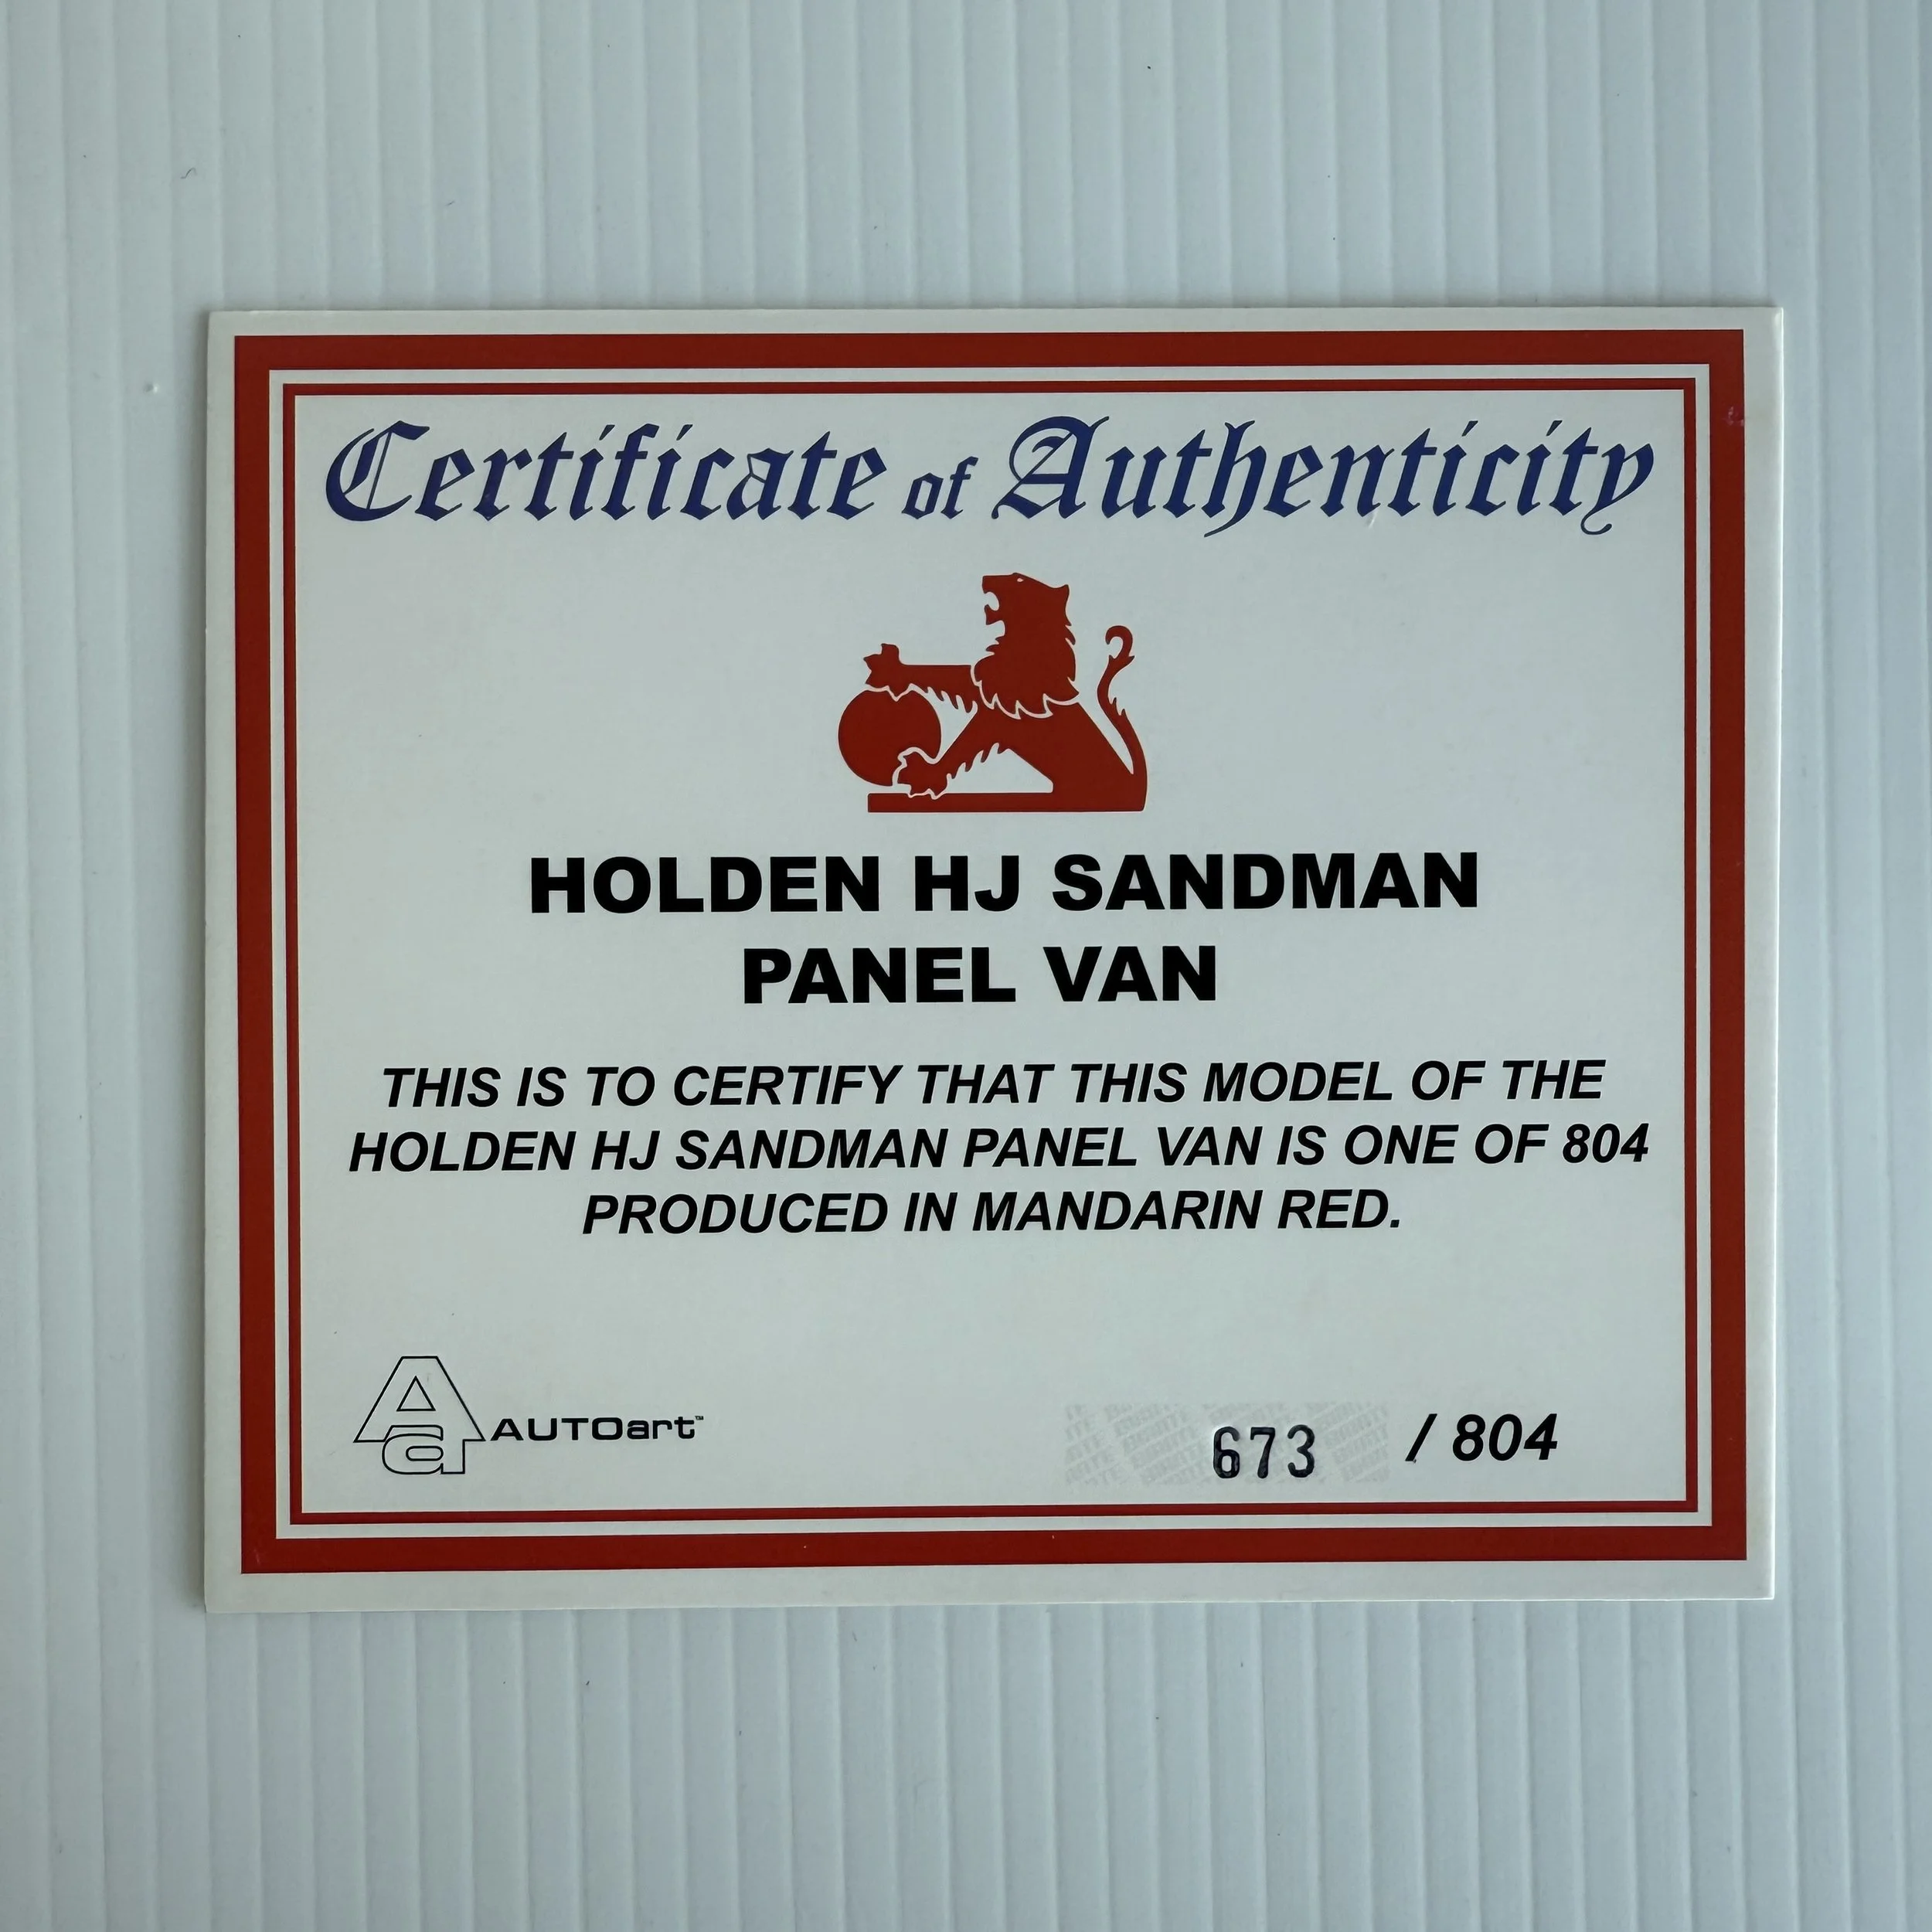 Certificate of Authenticity
HOLDEN HJ SANDMAN
PANEL VAN
THIS IS TO CERTIFY THAT THIS MODEL OF THE
HOLDEN HJ SANDMAN PANEL VAN IS ONE OF 804
PRODUCED IN MANDARIN RED.
Aa AUTOart™
673 / 804